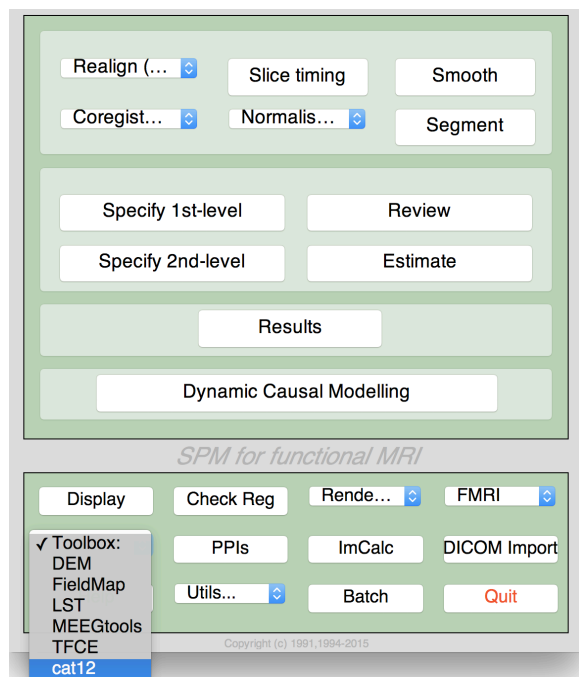 Realign (...
Slice timing
Smooth
Coregist...
Normalis...
Segment
Specify 1st-level
Review
Specify 2nd-level
Estimate
Results
Dynamic Causal Modelling
SPM for functional MRI
Display
Check Reg
Rende...
FMRI
✓ Toolbox:
PPIs
ImCalc
DICOM Import
DEM
FieldMap
LST
Utils...
Batch
Quit
MEEGtools
TFCE
Copyright (c) 1991,1994-2015
cat12